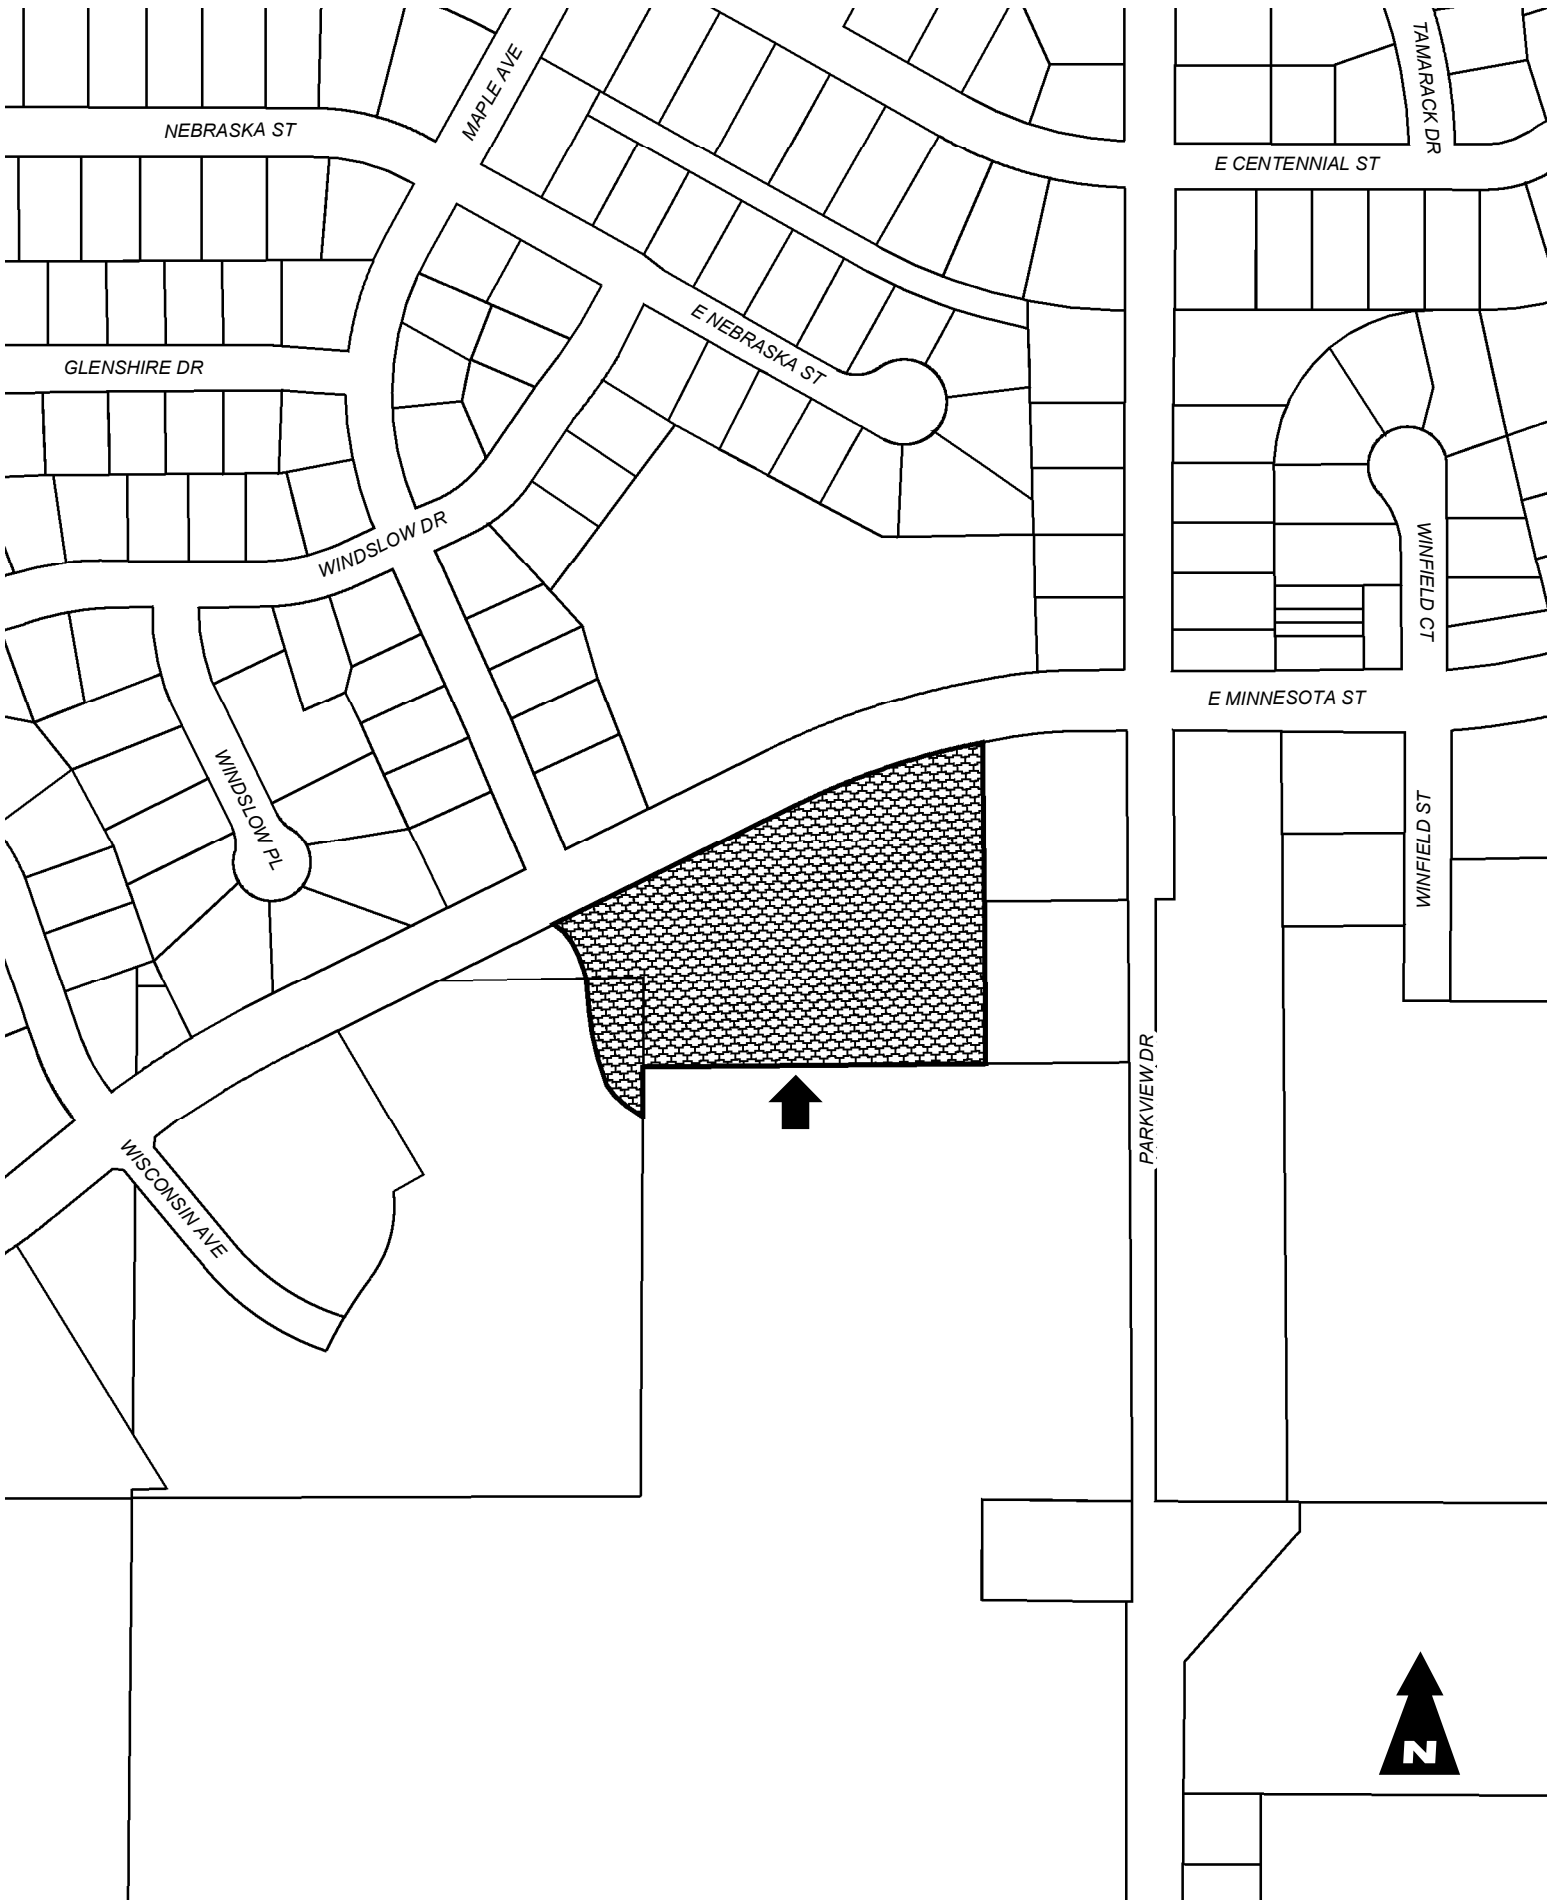 TAMARACK DR
MAPLE AVE
NEBRASKA ST
E CENTENNIAL ST
E NEBRASKA ST
GLENSHIRE DR
WINDSLOW DR
WINFIELD CT
E MINNESOTA ST
WINDSLOW PL
WINFIELD ST
PARKVIEW DR
WISCONSIN AVE
N